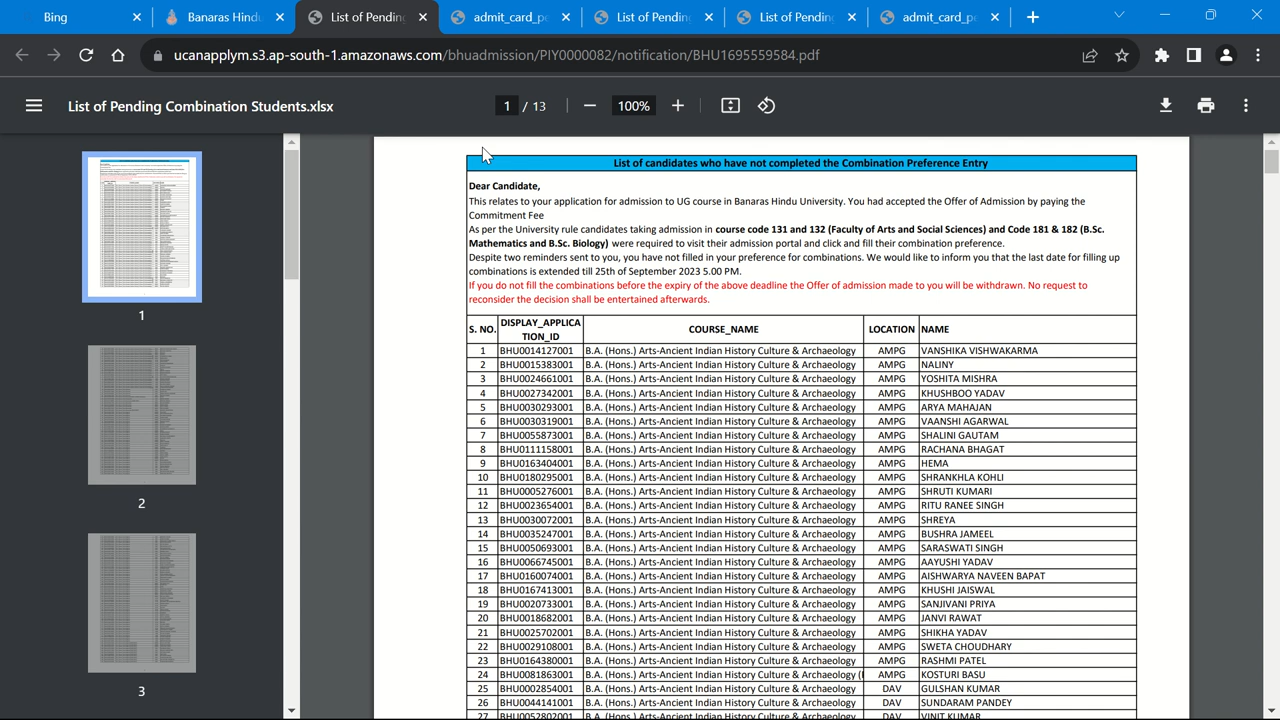 Bing
Banaras Hindu
List of Pending
admit_card_pe
List of Pending
List of Pending
admit_card_pe
ucanapplym.s3.ap-south-1.amazonaws.com/bhuadmission/PIY0000082/notification/BHU1695559584.pdf
List of Pending Combination Students.xlsx
1 / 13
100%
List of candidates who have not completed the Combination Preference Entry
Dear Candidate,
This relates to your application for admission to UG course in Banaras Hindu University. You had accepted the Offer of Admission by paying the
Commitment Fee
As per the University rule candidates taking admission in course code 131 and 132 (Faculty of Arts and Social Sciences) and Code 181 & 182 (B.Sc.
Mathematics and B.Sc. Biology) were required to visit their admission portal and click and fill their combination preference.
Despite two reminders sent to you, you have not filled in your preference for combinations. We would like to inform you that the last date for filling up
combinations is extended till 25th of September 2023 5.00 PM.
If you do not fill the combinations before the expiry of the above deadline the Offer of admission made to you will be withdrawn. No request to
reconsider the decision shall be entertained afterwards.
S. NO. DISPLAY_APPLICA TION_ID COURSE_NAME LOCATION NAME
1 BHU0014127001 B.A. (Hons.) Arts-Ancient Indian History Culture & Archaeology AMPG VANSHIKA VISHWAKARMA
2 BHU0015383001 B.A. (Hons.) Arts-Ancient Indian History Culture & Archaeology AMPG NALINY
3 BHU0024661001 B.A. (Hons.) Arts-Ancient Indian History Culture & Archaeology AMPG YOSHITA MISHRA
4 BHU0027342001 B.A. (Hons.) Arts-Ancient Indian History Culture & Archaeology AMPG KHUSHBOO YADAV
5 BHU0030293001 B.A. (Hons.) Arts-Ancient Indian History Culture & Archaeology AMPG ARYA MAHAJAN
6 BHU0030319001 B.A. (Hons.) Arts-Ancient Indian History Culture & Archaeology AMPG VAANSHI AGARWAL
7 BHU0055873001 B.A. (Hons.) Arts-Ancient Indian History Culture & Archaeology AMPG SHALINI GAUTAM
8 BHU0111158001 B.A. (Hons.) Arts-Ancient Indian History Culture & Archaeology AMPG RACHANA BHAGAT
9 BHU0163404001 B.A. (Hons.) Arts-Ancient Indian History Culture & Archaeology AMPG HEMA
10 BHU0180295001 B.A. (Hons.) Arts-Ancient Indian History Culture & Archaeology AMPG SHRANKHLA KOHLI
11 BHU0005276001 B.A. (Hons.) Arts-Ancient Indian History Culture & Archaeology AMPG SHRUTI KUMARI
12 BHU0023654001 B.A. (Hons.) Arts-Ancient Indian History Culture & Archaeology AMPG RITU RANEE SINGH
13 BHU0030072001 B.A. (Hons.) Arts-Ancient Indian History Culture & Archaeology AMPG SHREYA
14 BHU0035247001 B.A. (Hons.) Arts-Ancient Indian History Culture & Archaeology AMPG BUSHRA JAMEEL
15 BHU0050693001 B.A. (Hons.) Arts-Ancient Indian History Culture & Archaeology AMPG SARASWATI SINGH
16 BHU0066745001 B.A. (Hons.) Arts-Ancient Indian History Culture & Archaeology AMPG AAYUSHI YADAV
17 BHU0160074001 B.A. (Hons.) Arts-Ancient Indian History Culture & Archaeology AMPG AISHWARYA NAVEEN BAPAT
18 BHU0167413001 B.A. (Hons.) Arts-Ancient Indian History Culture & Archaeology AMPG KHUSHI JAISWAL
19 BHU0020733001 B.A. (Hons.) Arts-Ancient Indian History Culture & Archaeology AMPG SANJIVANI PRIYA
20 BHU0018682001 B.A. (Hons.) Arts-Ancient Indian History Culture & Archaeology AMPG JANVI RAWAT
21 BHU0025702001 B.A. (Hons.) Arts-Ancient Indian History Culture & Archaeology AMPG SHIKHA YADAV
22 BHU0029108001 B.A. (Hons.) Arts-Ancient Indian History Culture & Archaeology AMPG SWETA CHOUDHARY
23 BHU0164380001 B.A. (Hons.) Arts-Ancient Indian History Culture & Archaeology AMPG RASHMI PATEL
24 BHU0081863001 B.A. (Hons.) Arts-Ancient Indian History Culture & Archaeology ( AMPG KOSTURI BASU
25 BHU0002854001 B.A. (Hons.) Arts-Ancient Indian History Culture & Archaeology DAV GULSHAN KUMAR
26 BHU0044141001 B.A. (Hons.) Arts-Ancient Indian History Culture & Archaeology DAV SUNDARAM PANDEY
27 BHU0052802001 B.A. (Hons.) Arts-Ancient Indian History Culture & Archaeology DAV VINIT KUMAR
1
2
3